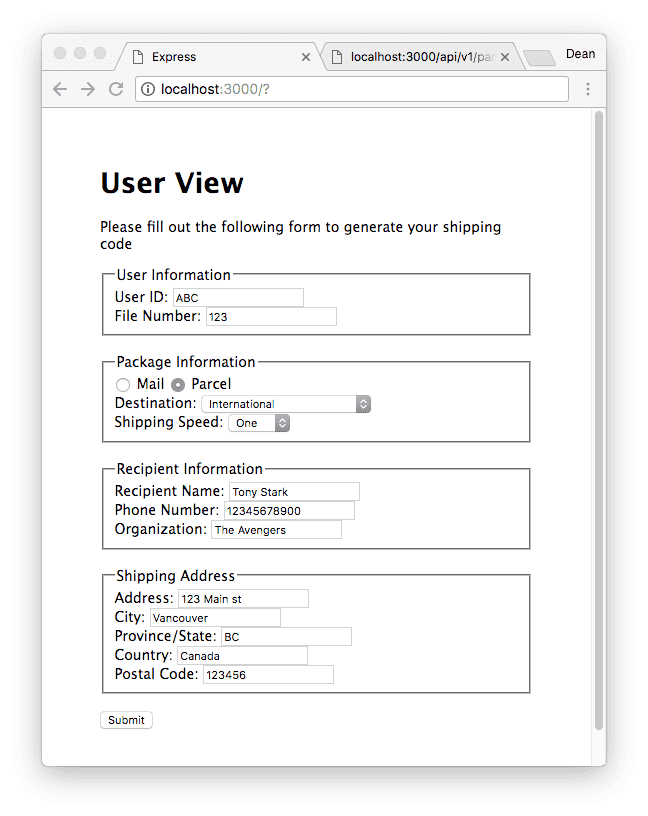 Express
localhost:3000/api/v1/par
Dean
localhost:3000/?
User View
Please fill out the following form to generate your shipping
code
User Information
User ID: ABC
File Number: 123
Package Information
Mail Parcel
Destination: International
Shipping Speed: One
Recipient Information
Recipient Name: Tony Stark
Phone Number: 12345678900
Organization: The Avengers
Shipping Address
Address: 123 Main st
City: Vancouver
Province/State: BC
Country: Canada
Postal Code: 123456
Submit